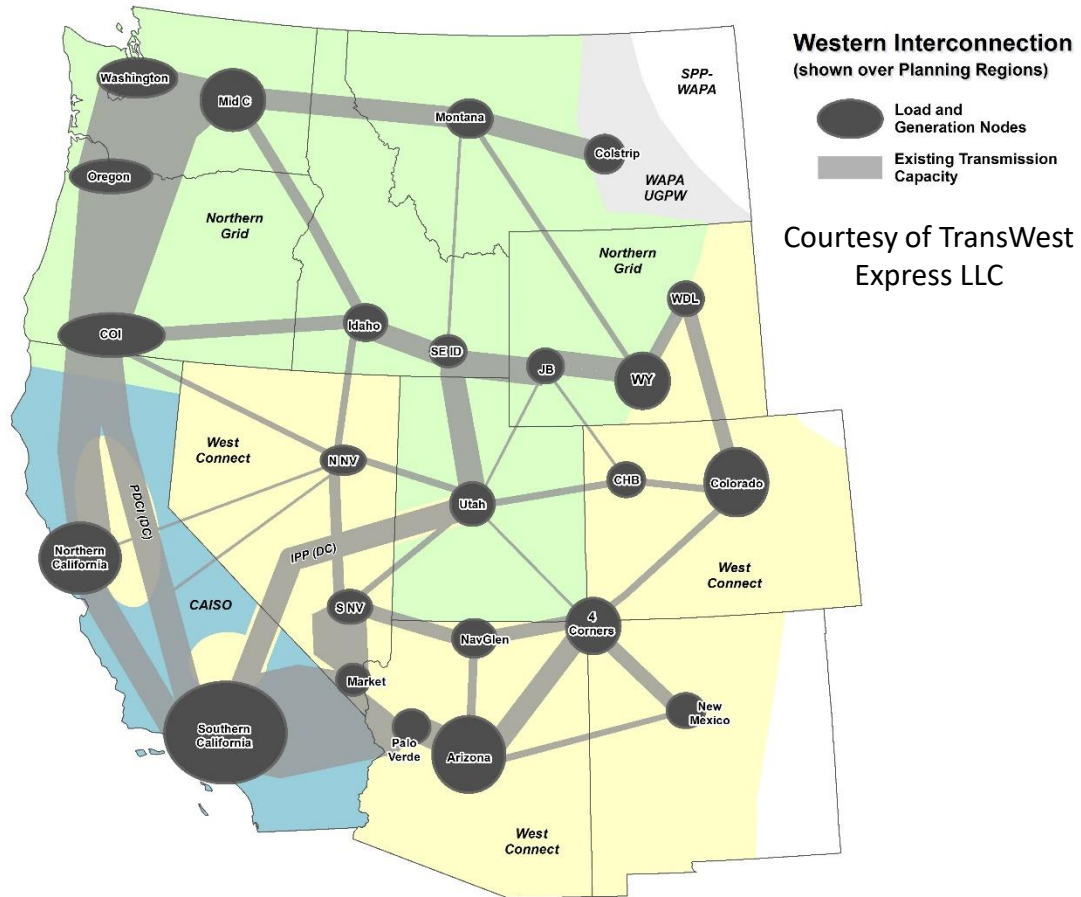 Western Interconnection
(shown over Planning Regions)
Load and
Generation Nodes
Existing Transmission
Capacity
Courtesy of TransWest
Express LLC
SPP-
WAPA
Washington
Mid C
Montana
Colstrip
Oregon
WAPA
UGPW
Northern
Grid
Northern
Grid
WDL
COI
Idaho
SE ID
JB
WY
West
Connect
N NV
Utah
CHB
Colorado
PDCI (DC)
Northern
California
IPP (DC)
West
Connect
CAISO
S NV
NavGlen
4
Corners
Market
New
Mexico
Southern
California
Palo
Verde
Arizona
West
Connect